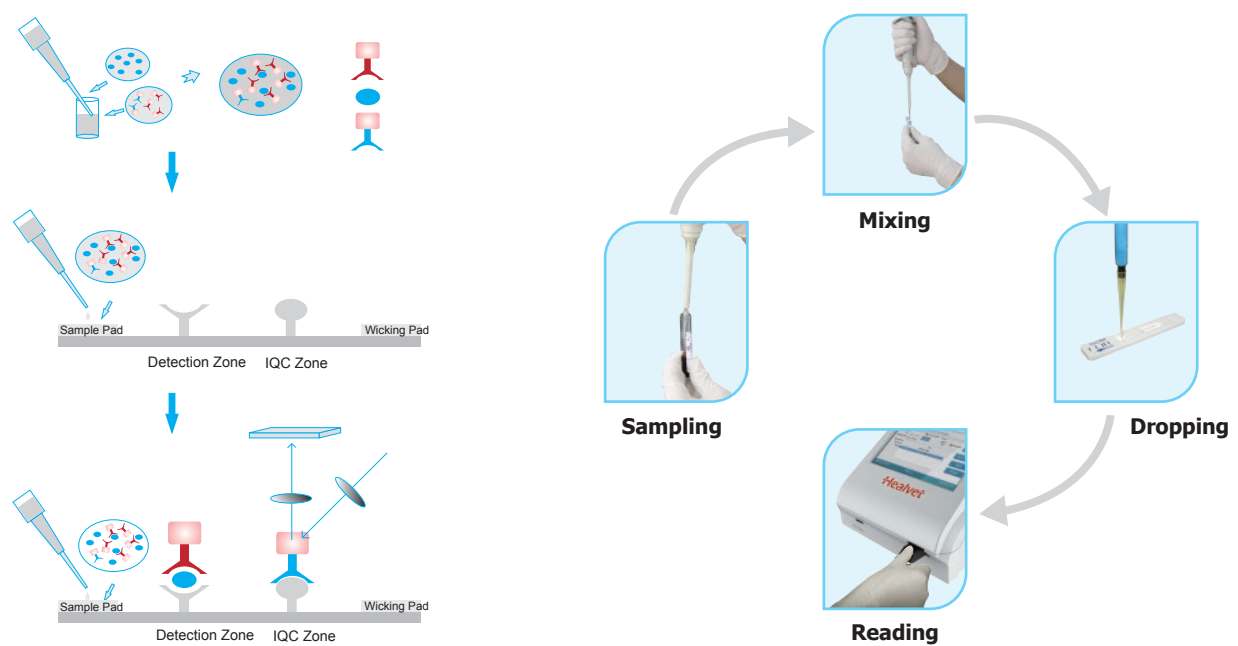 Sample Pad
Wicking Pad
Detection Zone
IQC Zone
Sample Pad
Wicking Pad
Detection Zone
IQC Zone
Mixing
Sampling
Dropping
Healvet
Reading